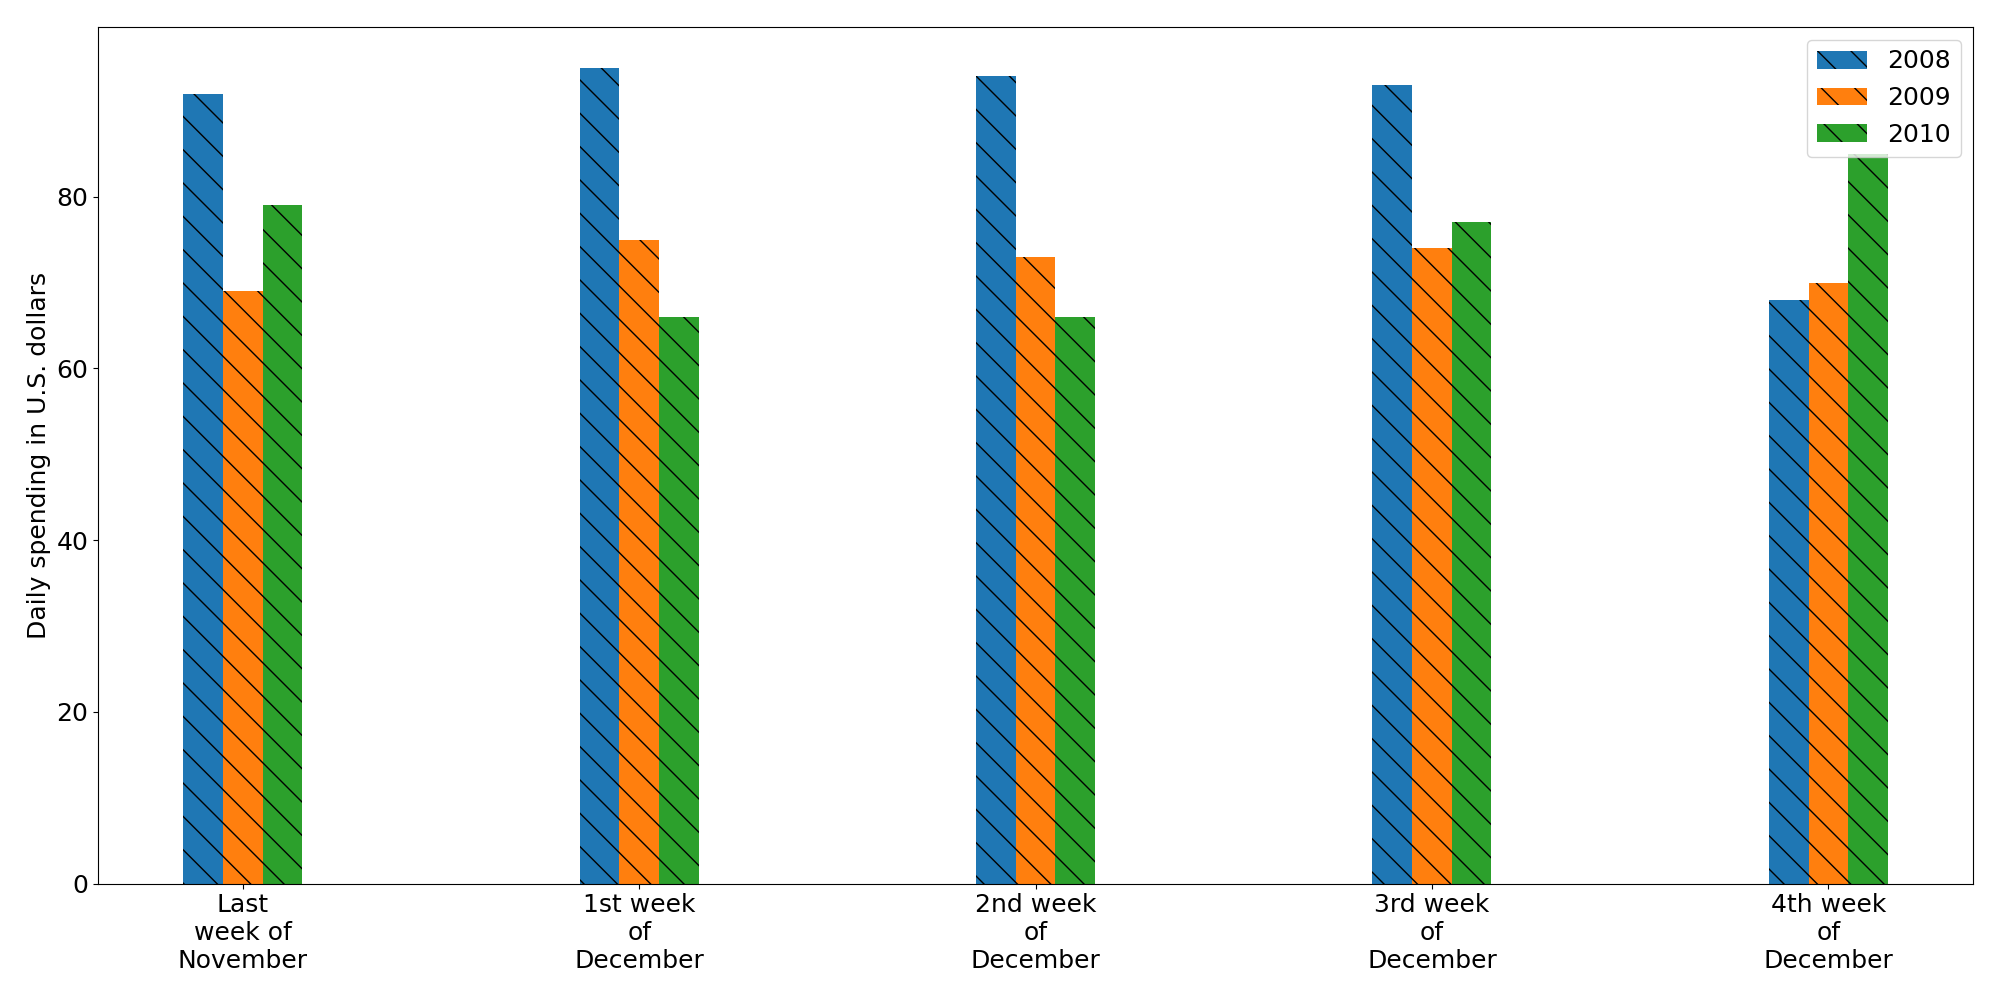 2008
2009
2010
Daily spending in U.S. dollars
80
60
40
20
0
Last
week of
November
1st week
of
December
2nd week
of
December
3rd week
of
December
4th week
of
December